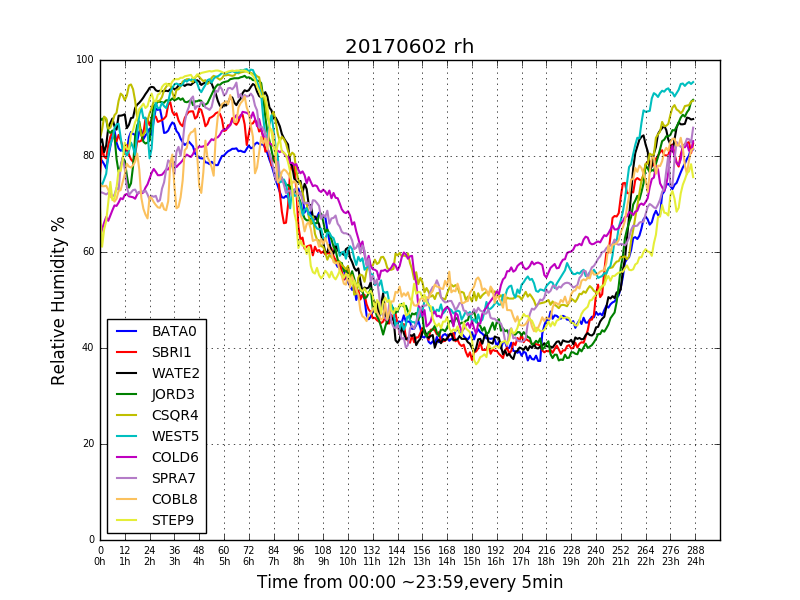 20170602 rh
100
80
60
40
20
0
Relative Humidity %
BATA0
SBRI1
WATE2
JORD3
CSQR4
WEST5
COLD6
SPRA7
COBL8
STEP9
0 12 24 36 48 60 72 84 96 108 120 132 144 156 168 180 192 204 216 228 240 252 264 276 288
0h 1h 2h 3h 4h 5h 6h 7h 8h 9h 10h 11h 12h 13h 14h 15h 16h 17h 18h 19h 20h 21h 22h 23h 24h
Time from 00:00 ~23:59,every 5min